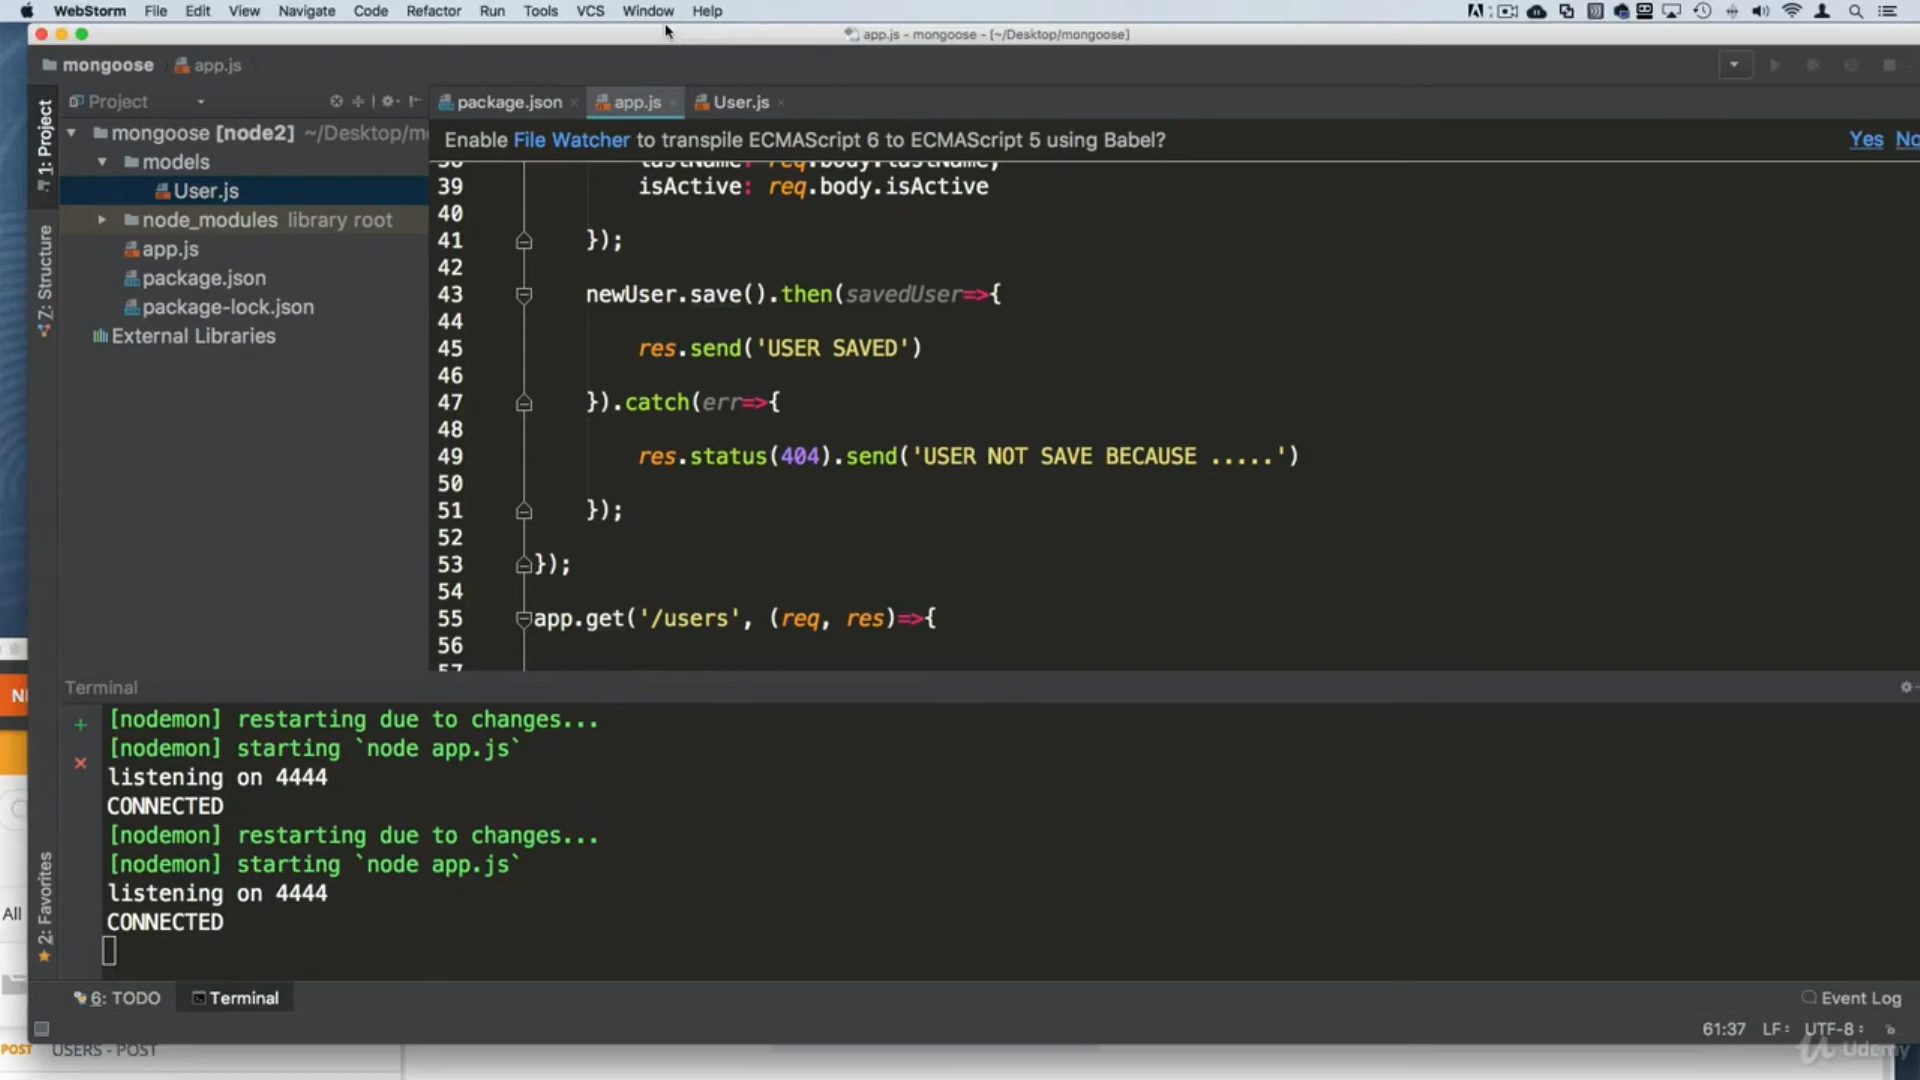 WebStorm File Edit View Navigate Code Refactor Run Tools VCS Window Help
app.js - mongoose - [~/Desktop/mongoose]
mongoose app.js
Project
package.json app.js User.js
1: Project
Z: Structure
2: Favorites
mongoose [node2] ~/Desktop/m
models
User.js
node_modules library root
app.js
package.json
package-lock.json
External Libraries
Enable File Watcher to transpile ECMAScript 6 to ECMAScript 5 using Babel? Yes No
38 lastName: req.body.lastName,
39 isActive: req.body.isActive
40
41 });
42
43 newUser.save().then(savedUser=>{
44
45 res.send('USER SAVED')
46
47 }).catch(err=>{
48
49 res.status(404).send('USER NOT SAVE BECAUSE .....')
50
51 });
52
53 });
54
55 app.get('/users', (req, res)=>{
56
57
Terminal
[nodemon] restarting due to changes...
[nodemon] starting `node app.js`
listening on 4444
CONNECTED
[nodemon] restarting due to changes...
[nodemon] starting `node app.js`
listening on 4444
CONNECTED
All
6: TODO Terminal Event Log
61:37 LF: UTF-8:
POST USERS - POST
Udemy